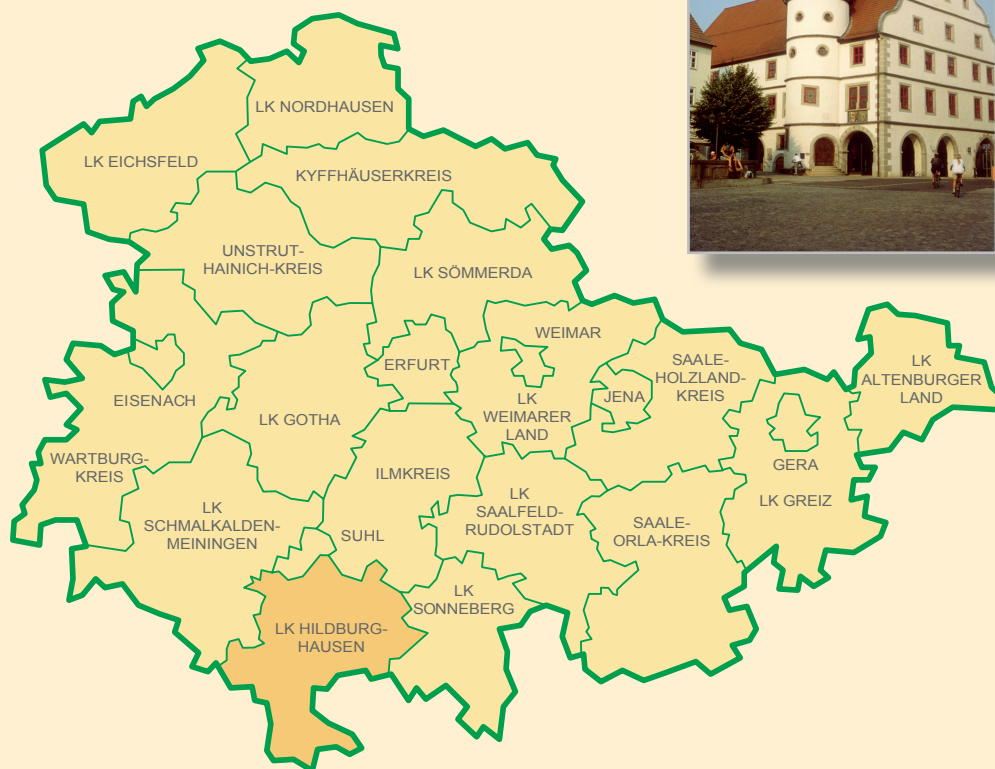 LK NORDHAUSEN
LK EICHSFELD
KYFFHÄUSERKREIS
UNSTRUT-
HAINICH-KREIS
LK SÖMMERDA
WEIMAR
ERFURT
SAALE-
HOLZLAND-
KREIS
LK
ALTENBURGER
LAND
EISENACH
LK GOTHA
LK
WEIMARER
LAND
JENA
WARTBURG-
KREIS
ILMKREIS
GERA
LK GREIZ
LK
SCHMALKALDEN-
MEININGEN
SUHL
LK
SAALFELD-
RUDOLSTADT
SAALE-
ORLA-KREIS
LK
SONNEBERG
LK HILDBURG-
HAUSEN